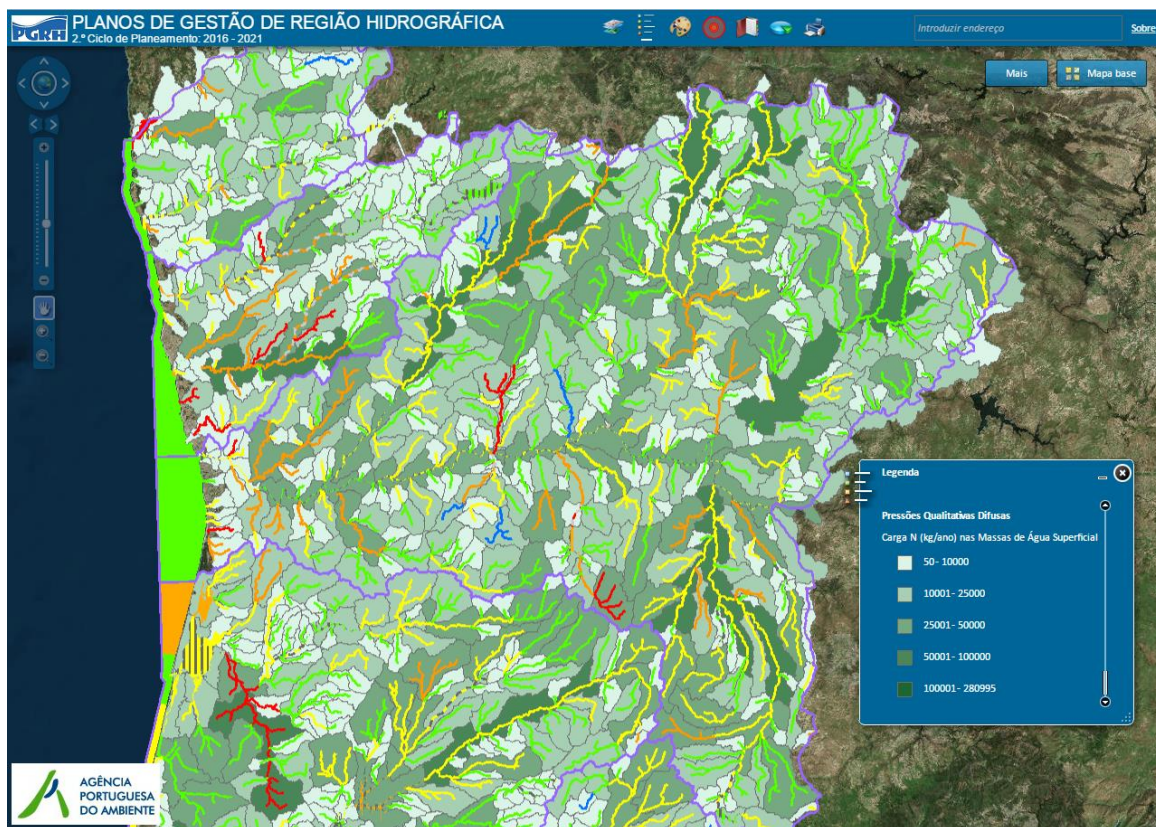 PGRH
PLANOS DE GESTÃO DE REGIÃO HIDROGRÁFICA
2.º Ciclo de Planeamento: 2016 - 2021
Introduzir endereço
Sobre
Mais
Mapa base
Legenda
Pressões Qualitativas Difusas
Carga N (kg/ano) nas Massas de Água Superficial
50- 10000
10001- 25000
25001- 50000
50001- 100000
100001- 280995
AGÊNCIA
PORTUGUESA
DO AMBIENTE